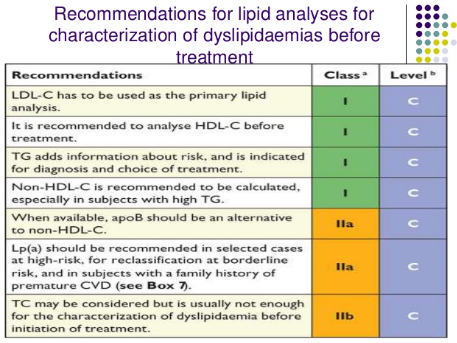 Recommendations for lipid analyses for
characterization of dyslipidaemias before
treatment
Recommendations Class a Level b
LDL-C has to be used as the primary lipid
analysis. I C
It is recommended to analyse HDL-C before
treatment. I C
TG adds information about risk, and is indicated
for diagnosis and choice of treatment. I C
Non-HDL-C is recommended to be calculated,
especially in subjects with high TG. I C
When available, apoB should be an alternative
to non-HDL-C. IIa C
Lp(a) should be recommended in selected cases
at high-risk, for reclassification at borderline
risk, and in subjects with a family history of
premature CVD (see Box 7). IIa C
TC may be considered but is usually not enough
for the characterization of dyslipidaemia before
initiation of treatment. IIb C